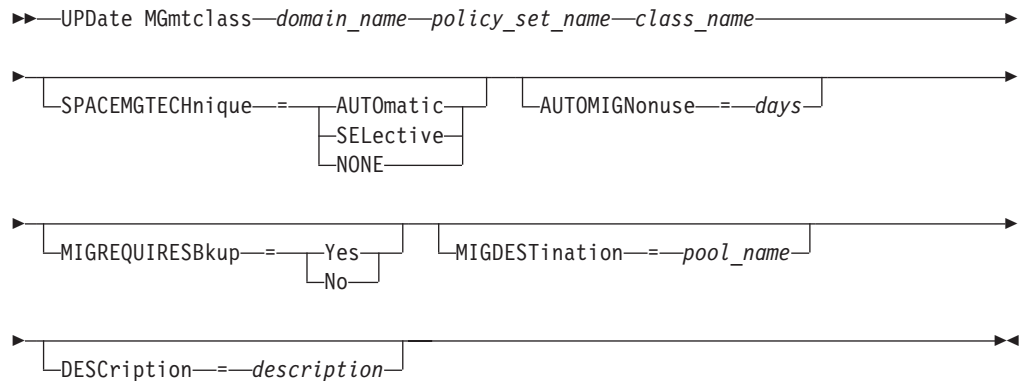 UPDate MGmtclass domain_name policy_set_name class_name
SPACEMGTECHnique = AUTOmatic AUTOMIGNonuse = days
SELective
NONE
MIGREQUIRESBkup = Yes MIGDESTination = pool_name
No
DESCription = description